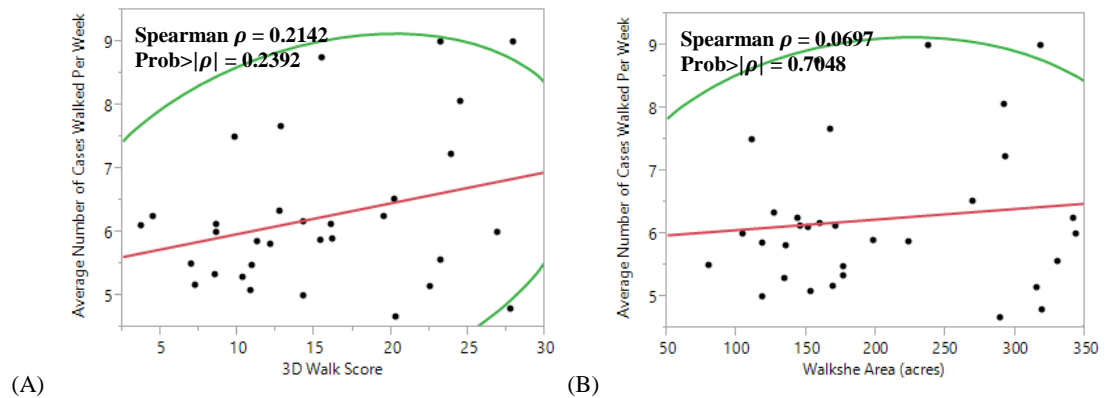 Spearman ρ = 0.2142
Prob>|ρ| = 0.2392
Average Number of Cases Walked Per Week
9
8
7
6
5
5
10
15
20
25
30
3D Walk Score
(A)
Spearman ρ = 0.0697
Prob>|ρ| = 0.7048
Average Number of Cases Walked Per Week
9
8
7
6
5
50
100
150
200
250
300
350
Walkshe Area (acres)
(B)